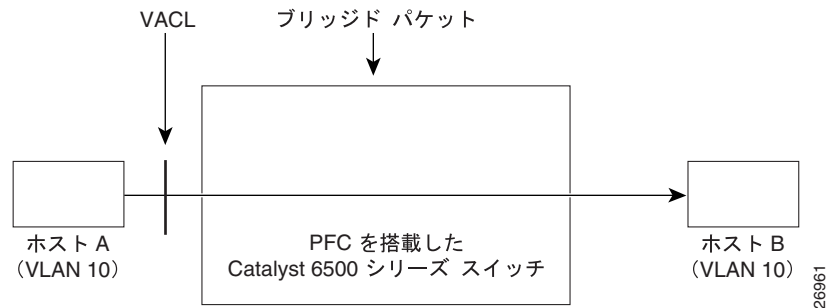 VACL
ブリッジド パケット
ホスト A
(VLAN 10)
PFC を搭載した
Catalyst 6500 シリーズ スイッチ
ホスト B
(VLAN 10)
26961